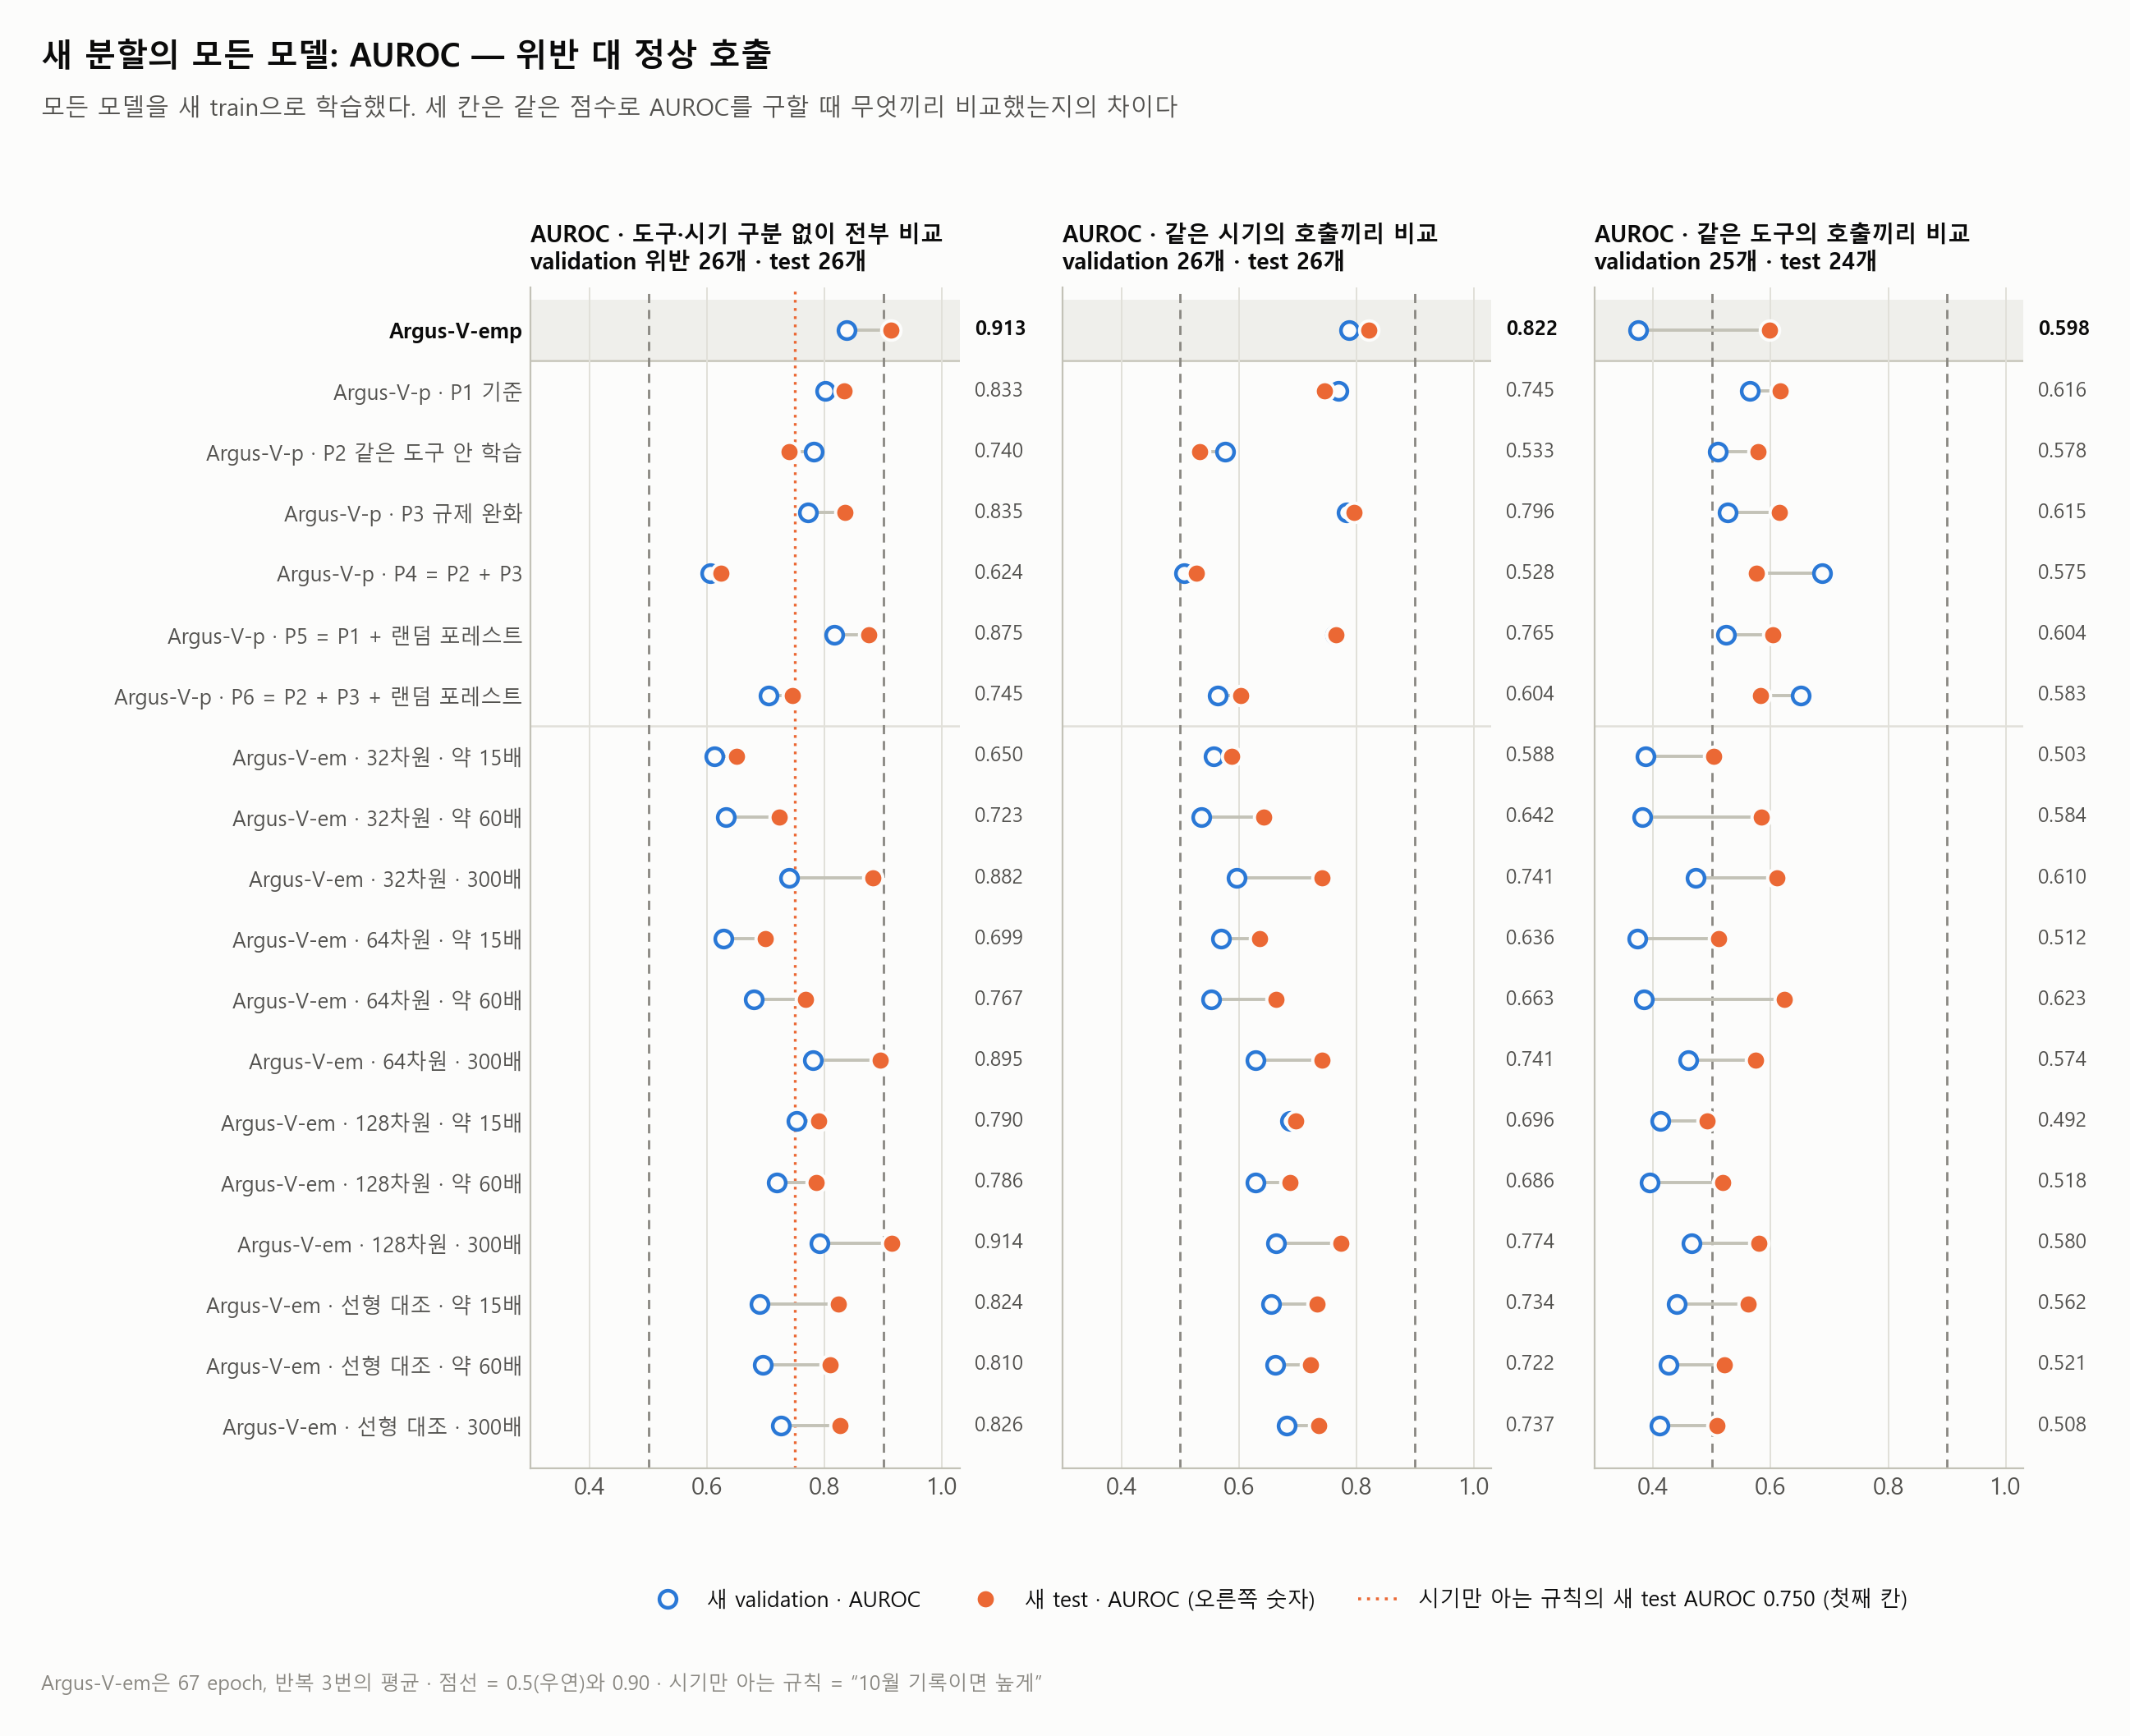 새 분할의 모든 모델: AUROC — 위반 대 정상 호출
모든 모델을 새 train으로 학습했다. 세 칸은 같은 점수로 AUROC를 구할 때 무엇끼리 비교했는지의 차이다
AUROC · 도구·시기 구분 없이 전부 비교
validation 위반 26개 · test 26개
AUROC · 같은 시기의 호출끼리 비교
validation 26개 · test 26개
AUROC · 같은 도구의 호출끼리 비교
validation 25개 · test 24개
Argus-V-emp 0.913 0.822 0.598
Argus-V-p · P1 기준 0.833 0.745 0.616
Argus-V-p · P2 같은 도구 안 학습 0.740 0.533 0.578
Argus-V-p · P3 규제 완화 0.835 0.796 0.615
Argus-V-p · P4 = P2 + P3 0.624 0.528 0.575
Argus-V-p · P5 = P1 + 랜덤 포레스트 0.875 0.765 0.604
Argus-V-p · P6 = P2 + P3 + 랜덤 포레스트 0.745 0.604 0.583
Argus-V-em · 32차원 · 약 15배 0.650 0.588 0.503
Argus-V-em · 32차원 · 약 60배 0.723 0.642 0.584
Argus-V-em · 32차원 · 300배 0.882 0.741 0.610
Argus-V-em · 64차원 · 약 15배 0.699 0.636 0.512
Argus-V-em · 64차원 · 약 60배 0.767 0.663 0.623
Argus-V-em · 64차원 · 300배 0.895 0.741 0.574
Argus-V-em · 128차원 · 약 15배 0.790 0.696 0.492
Argus-V-em · 128차원 · 약 60배 0.786 0.686 0.518
Argus-V-em · 128차원 · 300배 0.914 0.774 0.580
Argus-V-em · 선형 대조 · 약 15배 0.824 0.734 0.562
Argus-V-em · 선형 대조 · 약 60배 0.810 0.722 0.521
Argus-V-em · 선형 대조 · 300배 0.826 0.737 0.508
0.4 0.6 0.8 1.0 0.4 0.6 0.8 1.0 0.4 0.6 0.8 1.0
새 validation · AUROC 새 test · AUROC (오른쪽 숫자) 시기만 아는 규칙의 새 test AUROC 0.750 (첫째 칸)
Argus-V-em은 67 epoch, 반복 3번의 평균 · 점선 = 0.5(우연)와 0.90 · 시기만 아는 규칙 = “10월 기록이면 높게”